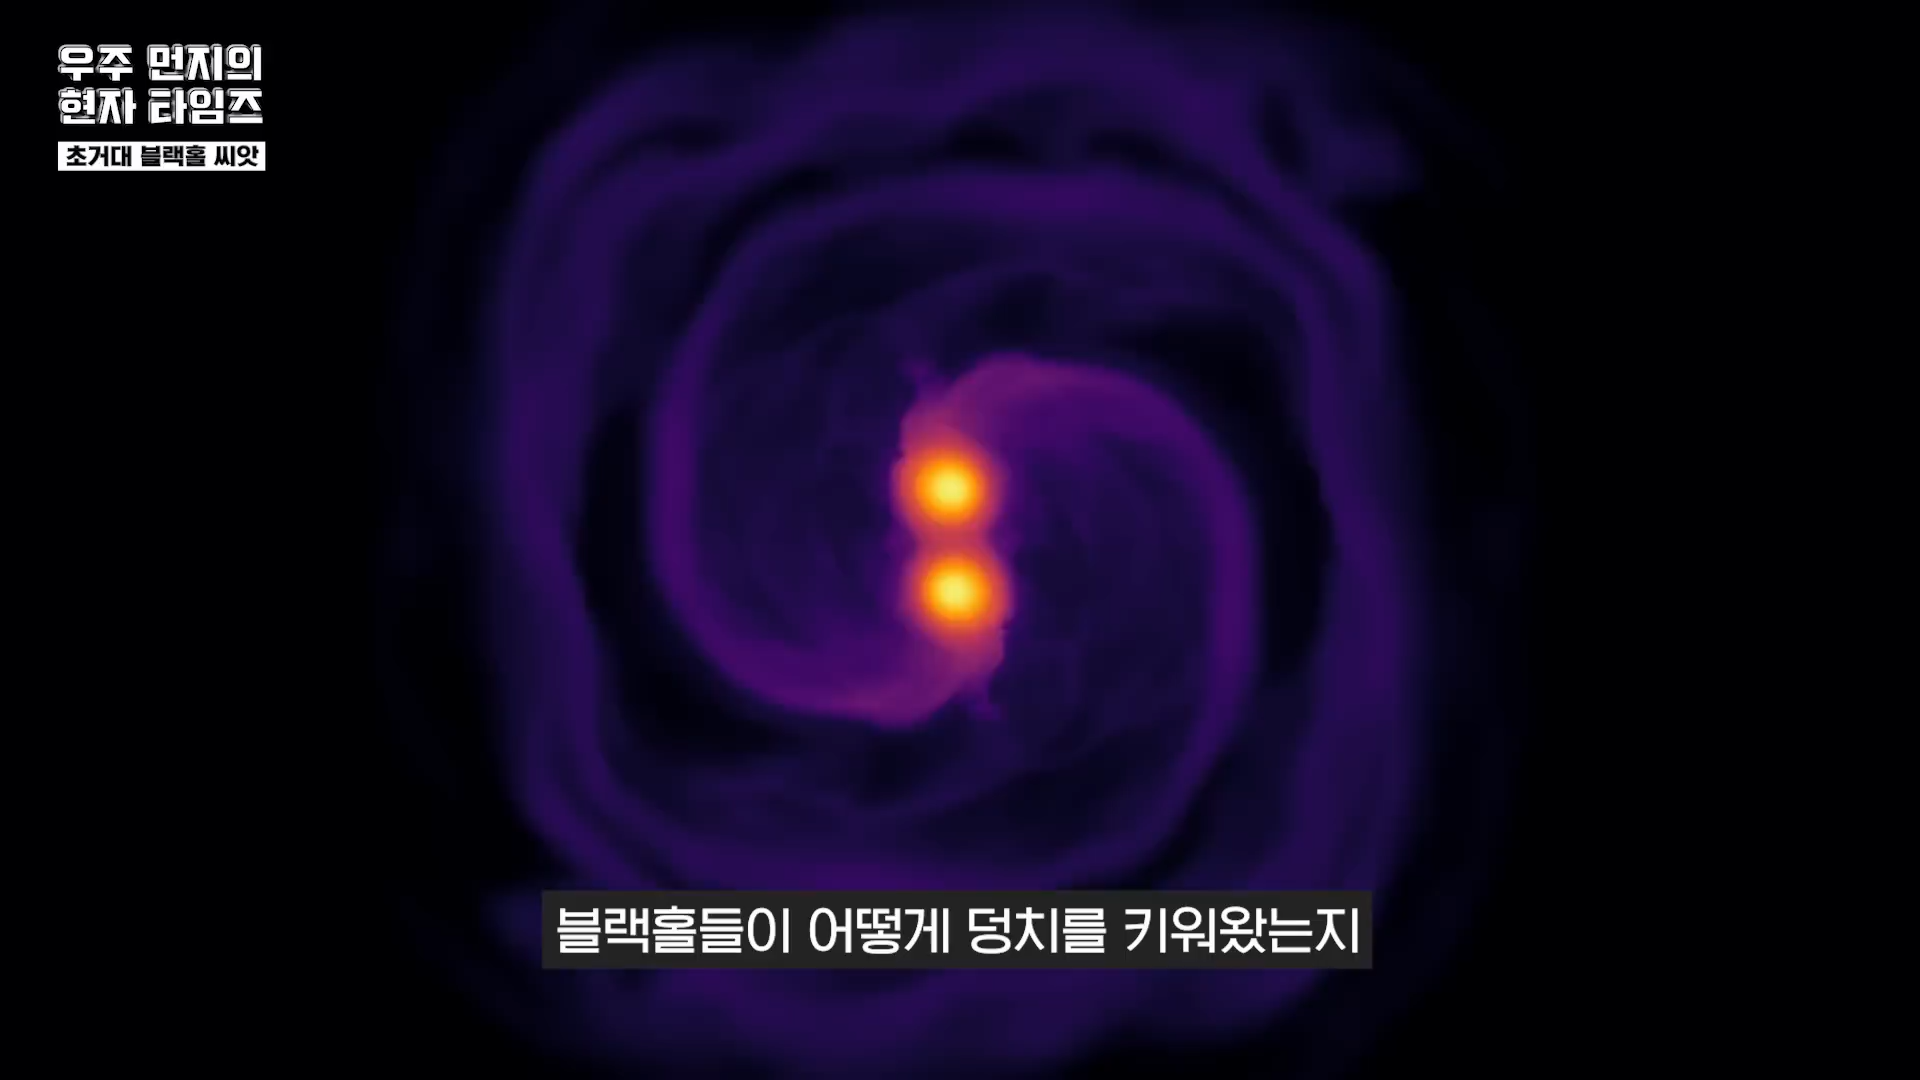 우주 먼지의
현자 타임즈
초거대 블랙홀 씨앗
블랙홀들이 어떻게 덩치를 키워왔는지